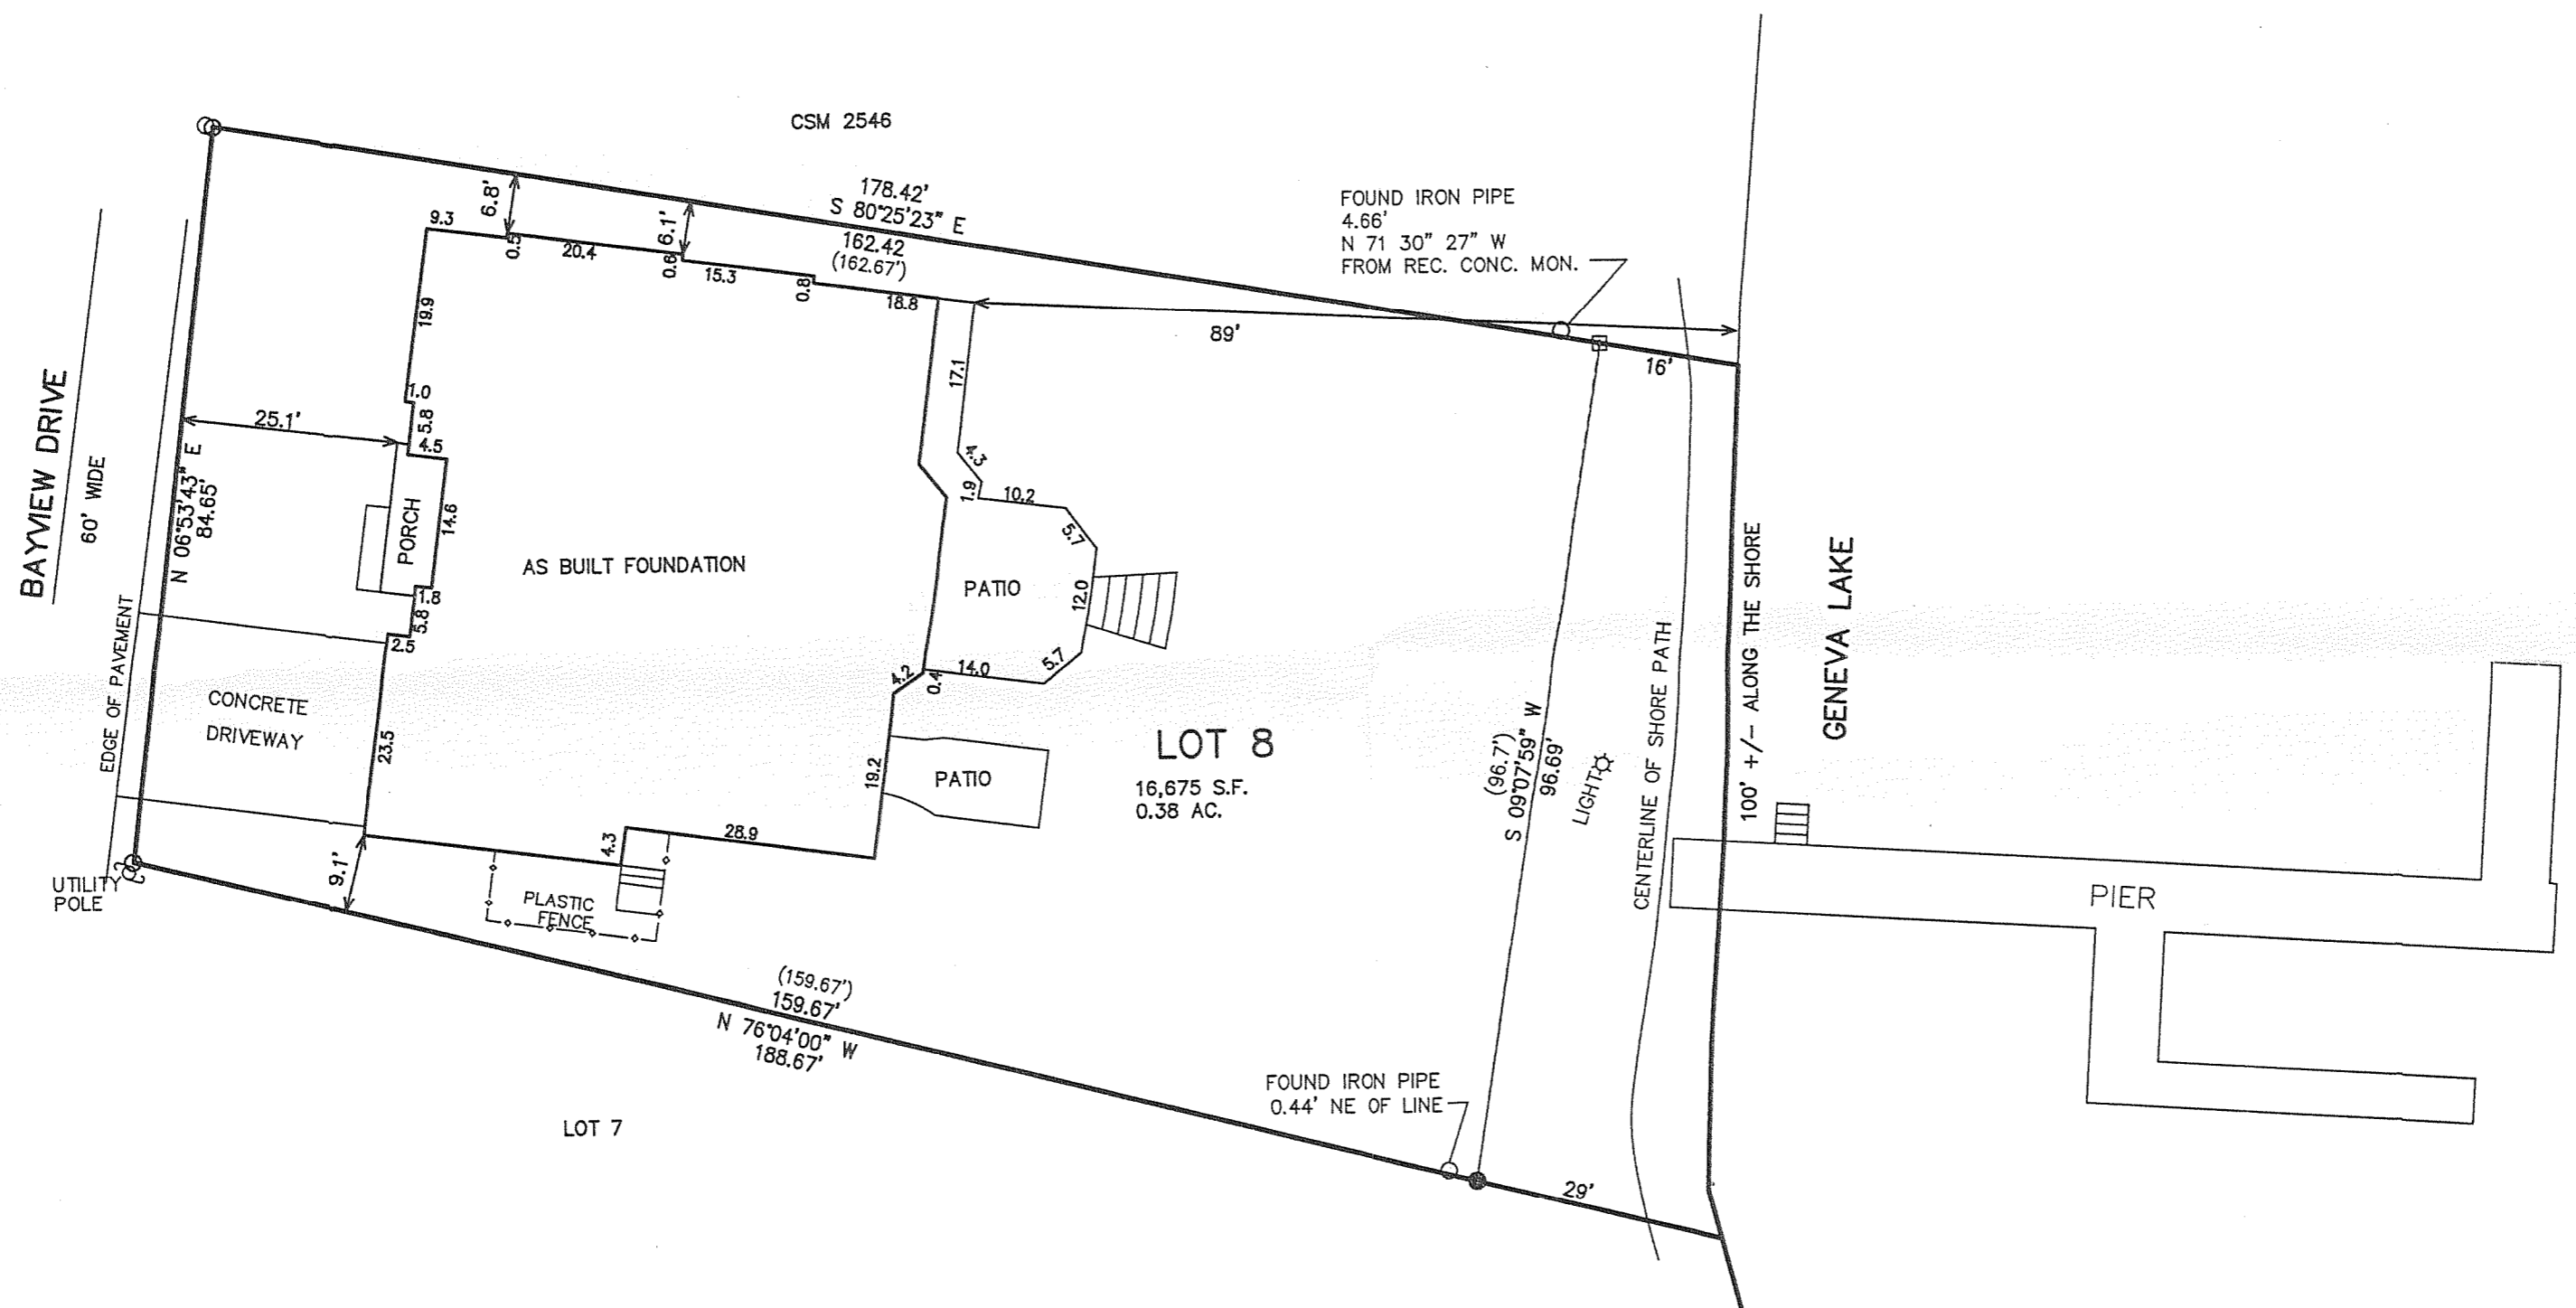 CSM 2546
178.42'
S 80°25'23" E
162.42
(162.67')
FOUND IRON PIPE
4.66'
N 71 30" 27" W
FROM REC. CONC. MON.
6.8'
6.1'
9.3
0.5
20.4
0.6
15.3
0.8
18.8
89'
16'
19.9
1.0
5.8
4.5
25.1'
17.1
4.3
1.9
10.2
5.7
12.0
5.7
14.0
0.4
4.2
BAYVIEW DRIVE
60' WIDE
N 06°53'43" E
84.65'
PORCH
14.6
1.8
5.8
2.5
AS BUILT FOUNDATION
PATIO
EDGE OF PAVEMENT
CONCRETE
DRIVEWAY
23.5
19.2
PATIO
LOT 8
16,675 S.F.
0.38 AC.
(96.7')
S 09°07'59" W
96.69'
LIGHT
CENTERLINE OF SHORE PATH
100' +/- ALONG THE SHORE
GENEVA LAKE
PIER
9.1'
4.3
28.9
UTILITY
POLE
PLASTIC
FENCE
(159.67')
159.67'
N 76°04'00" W
188.67'
FOUND IRON PIPE
0.44' NE OF LINE
29'
LOT 7